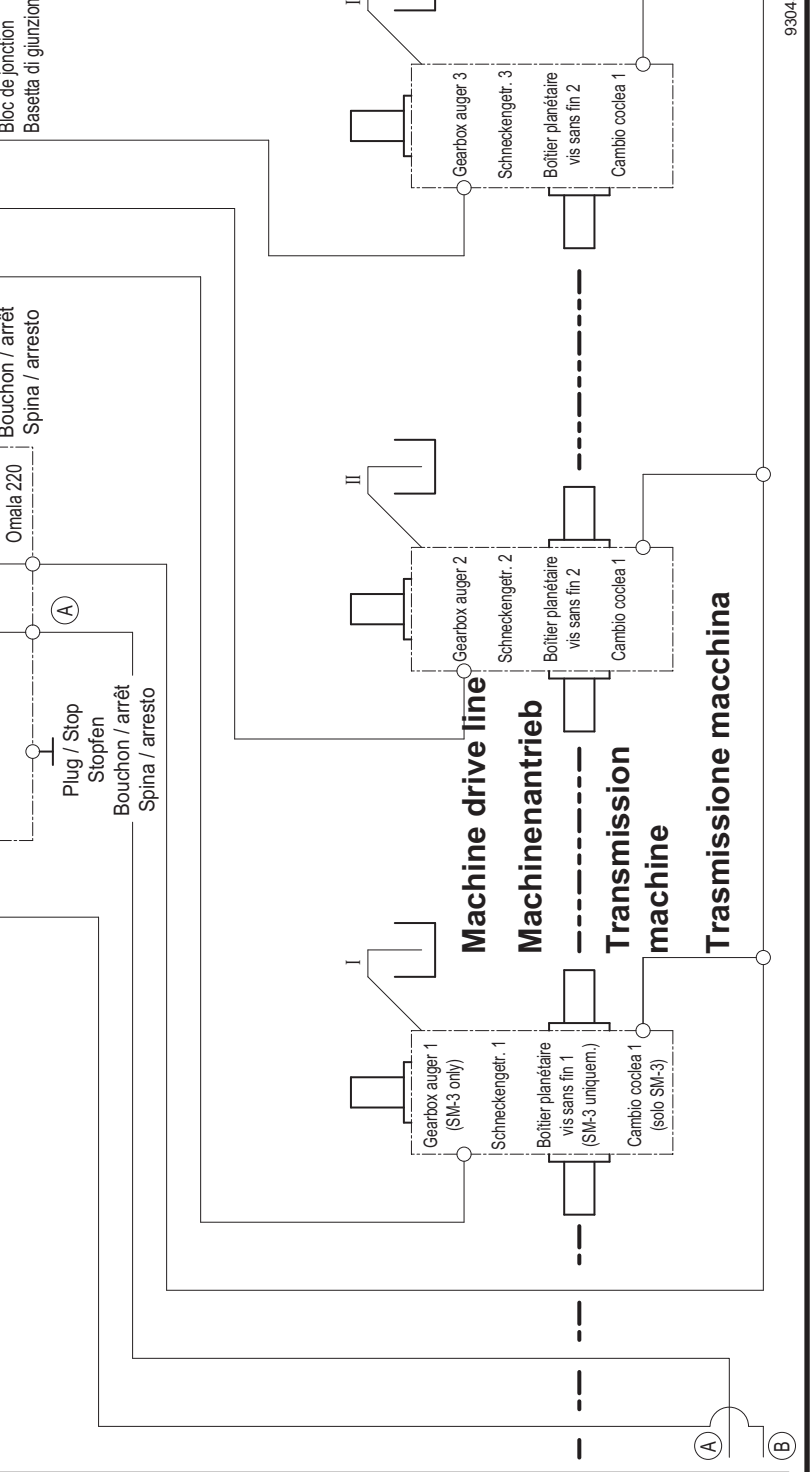 Bloc de jonction
Basetta di giunzion
Bouchon / arrêt
Spina / arresto
Omala 220
A
Plug / Stop
Stopfen
Bouchon / arrêt
Spina / arresto
I
Gearbox auger 1
(SM-3 only)
Schneckengetr. 1
Boîtier planétaire
vis sans fin 1
(SM-3 uniquem.)
Cambio coclea 1
(solo SM-3)
Machine drive line
Machinenantrieb
Transmission
machine
Trasmissione macchina
II
Gearbox auger 2
Schneckengetr. 2
Boîtier planétaire
vis sans fin 2
Cambio coclea 1
Gearbox auger 3
Schneckengetr. 3
Boîtier planétaire
vis sans fin 2
Cambio coclea 1
A
B
9304